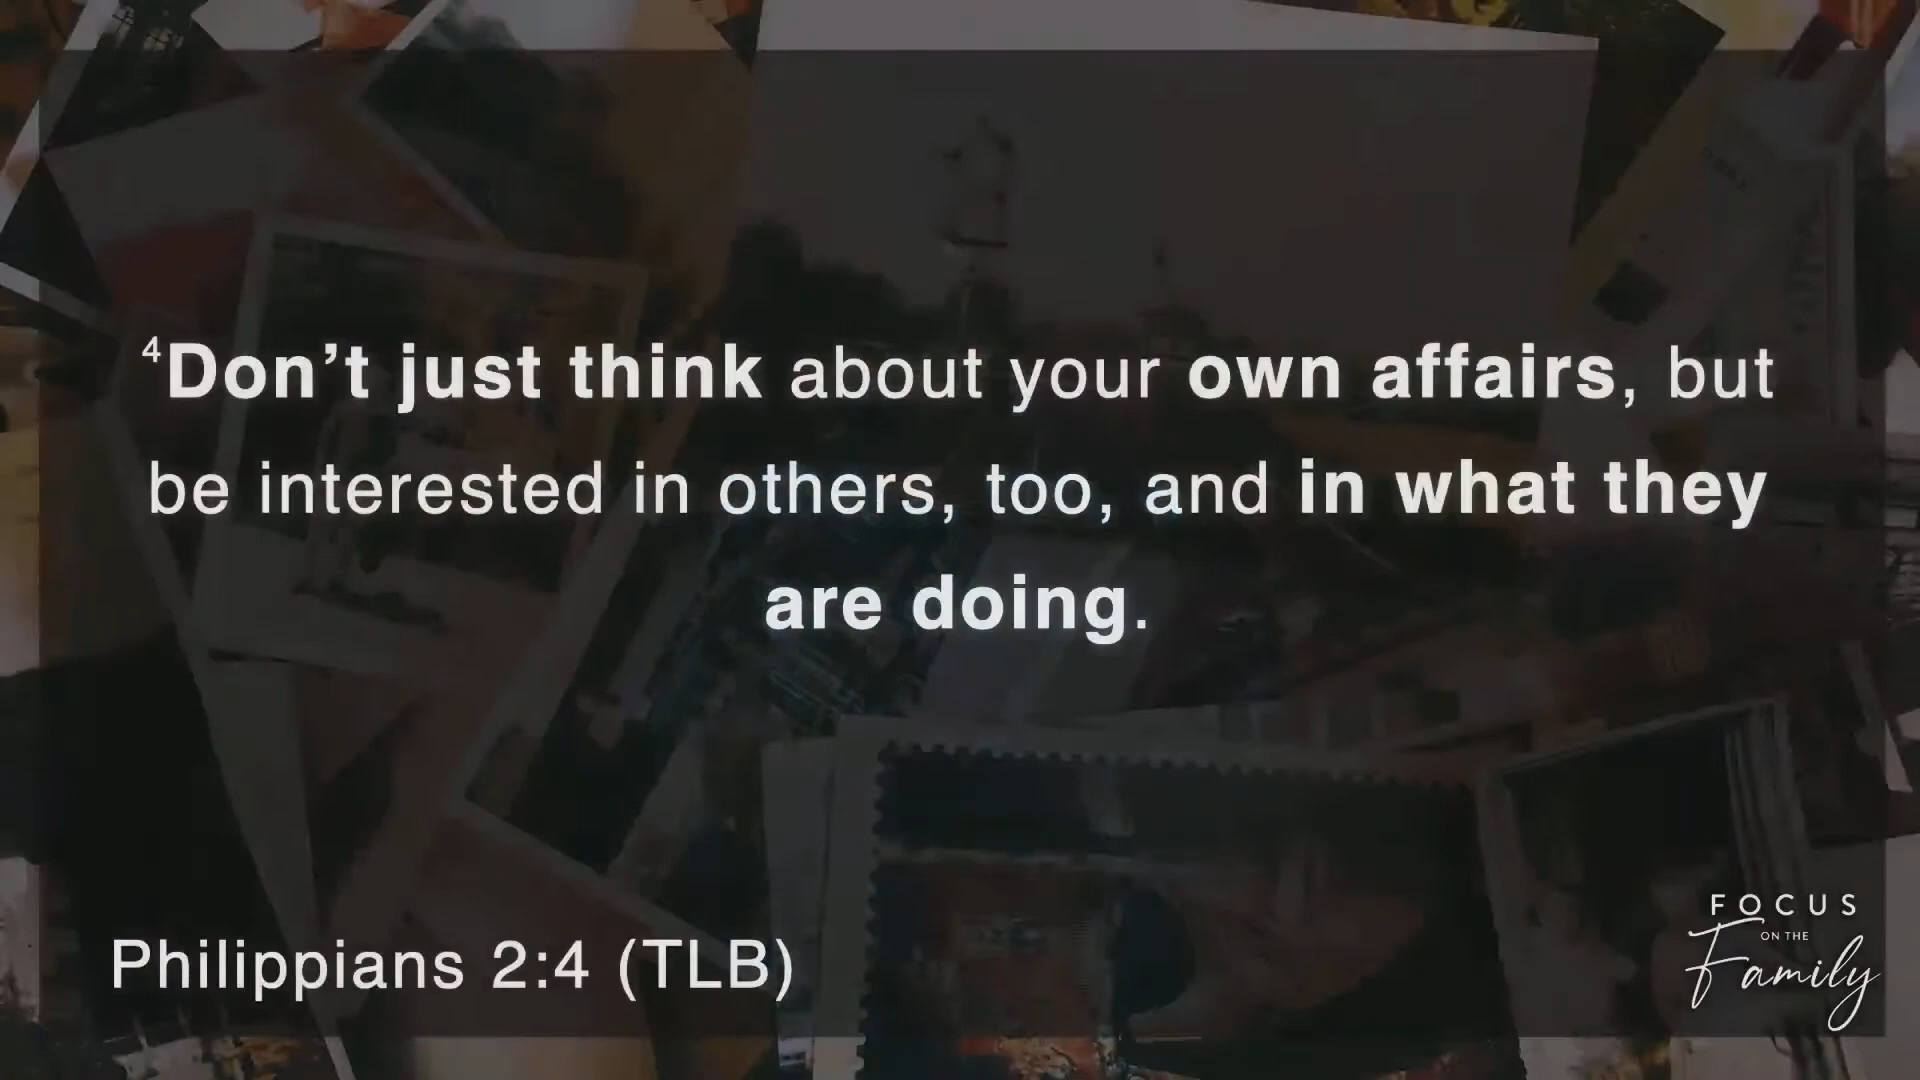 ⁴Don’t just think about your own affairs, but
be interested in others, too, and in what they
are doing.
Philippians 2:4 (TLB)
FOCUS
ON THE
Family